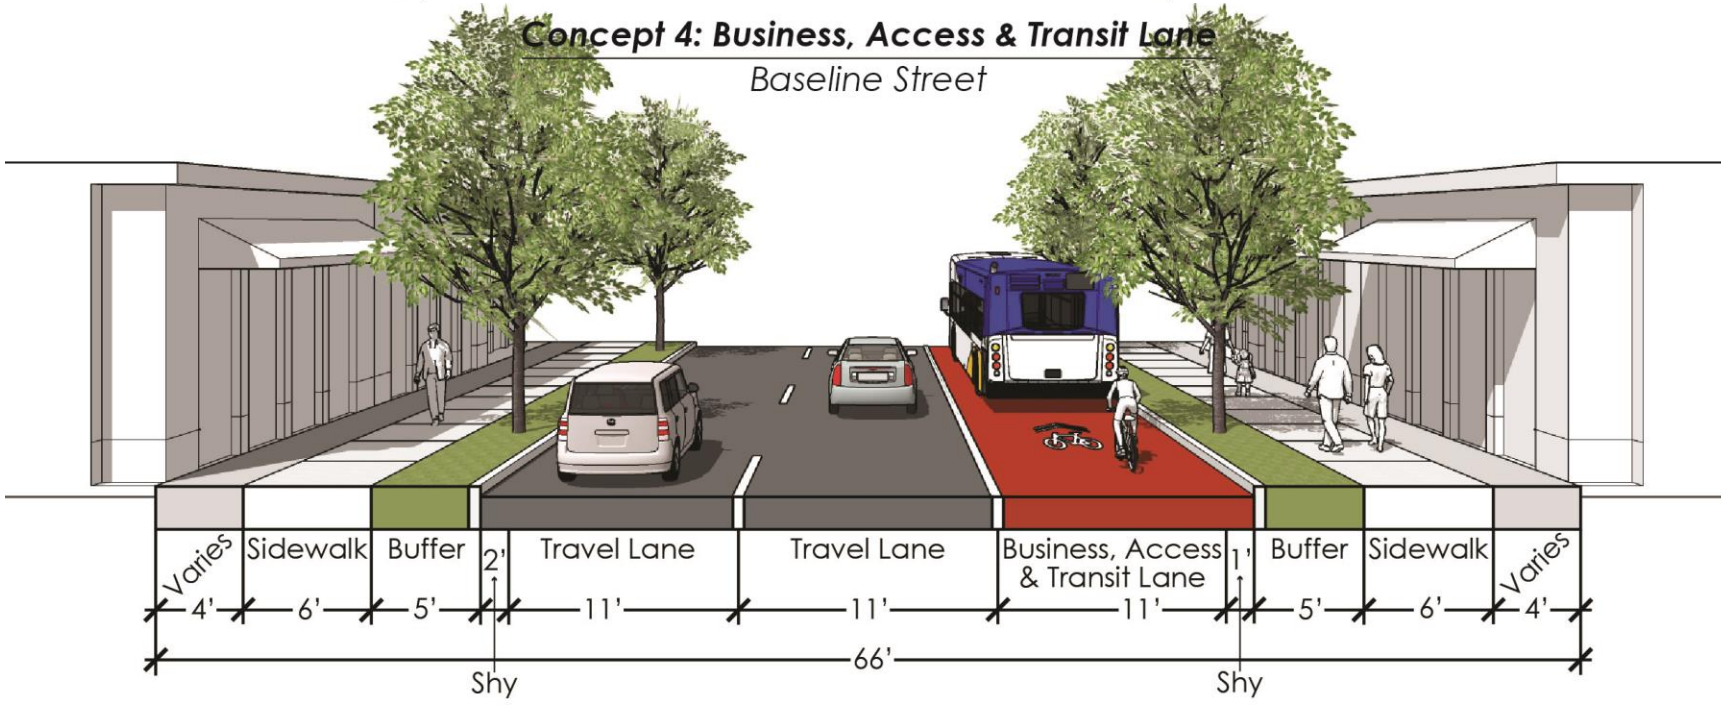 Concept 4: Business, Access & Transit Lane
Baseline Street
Varies Sidewalk Buffer 2' Travel Lane Travel Lane Business, Access 1' Buffer Sidewalk Varies
& Transit Lane
4' 6' 5' 11' 11' 11' 5' 6' 4'
66'
Shy Shy